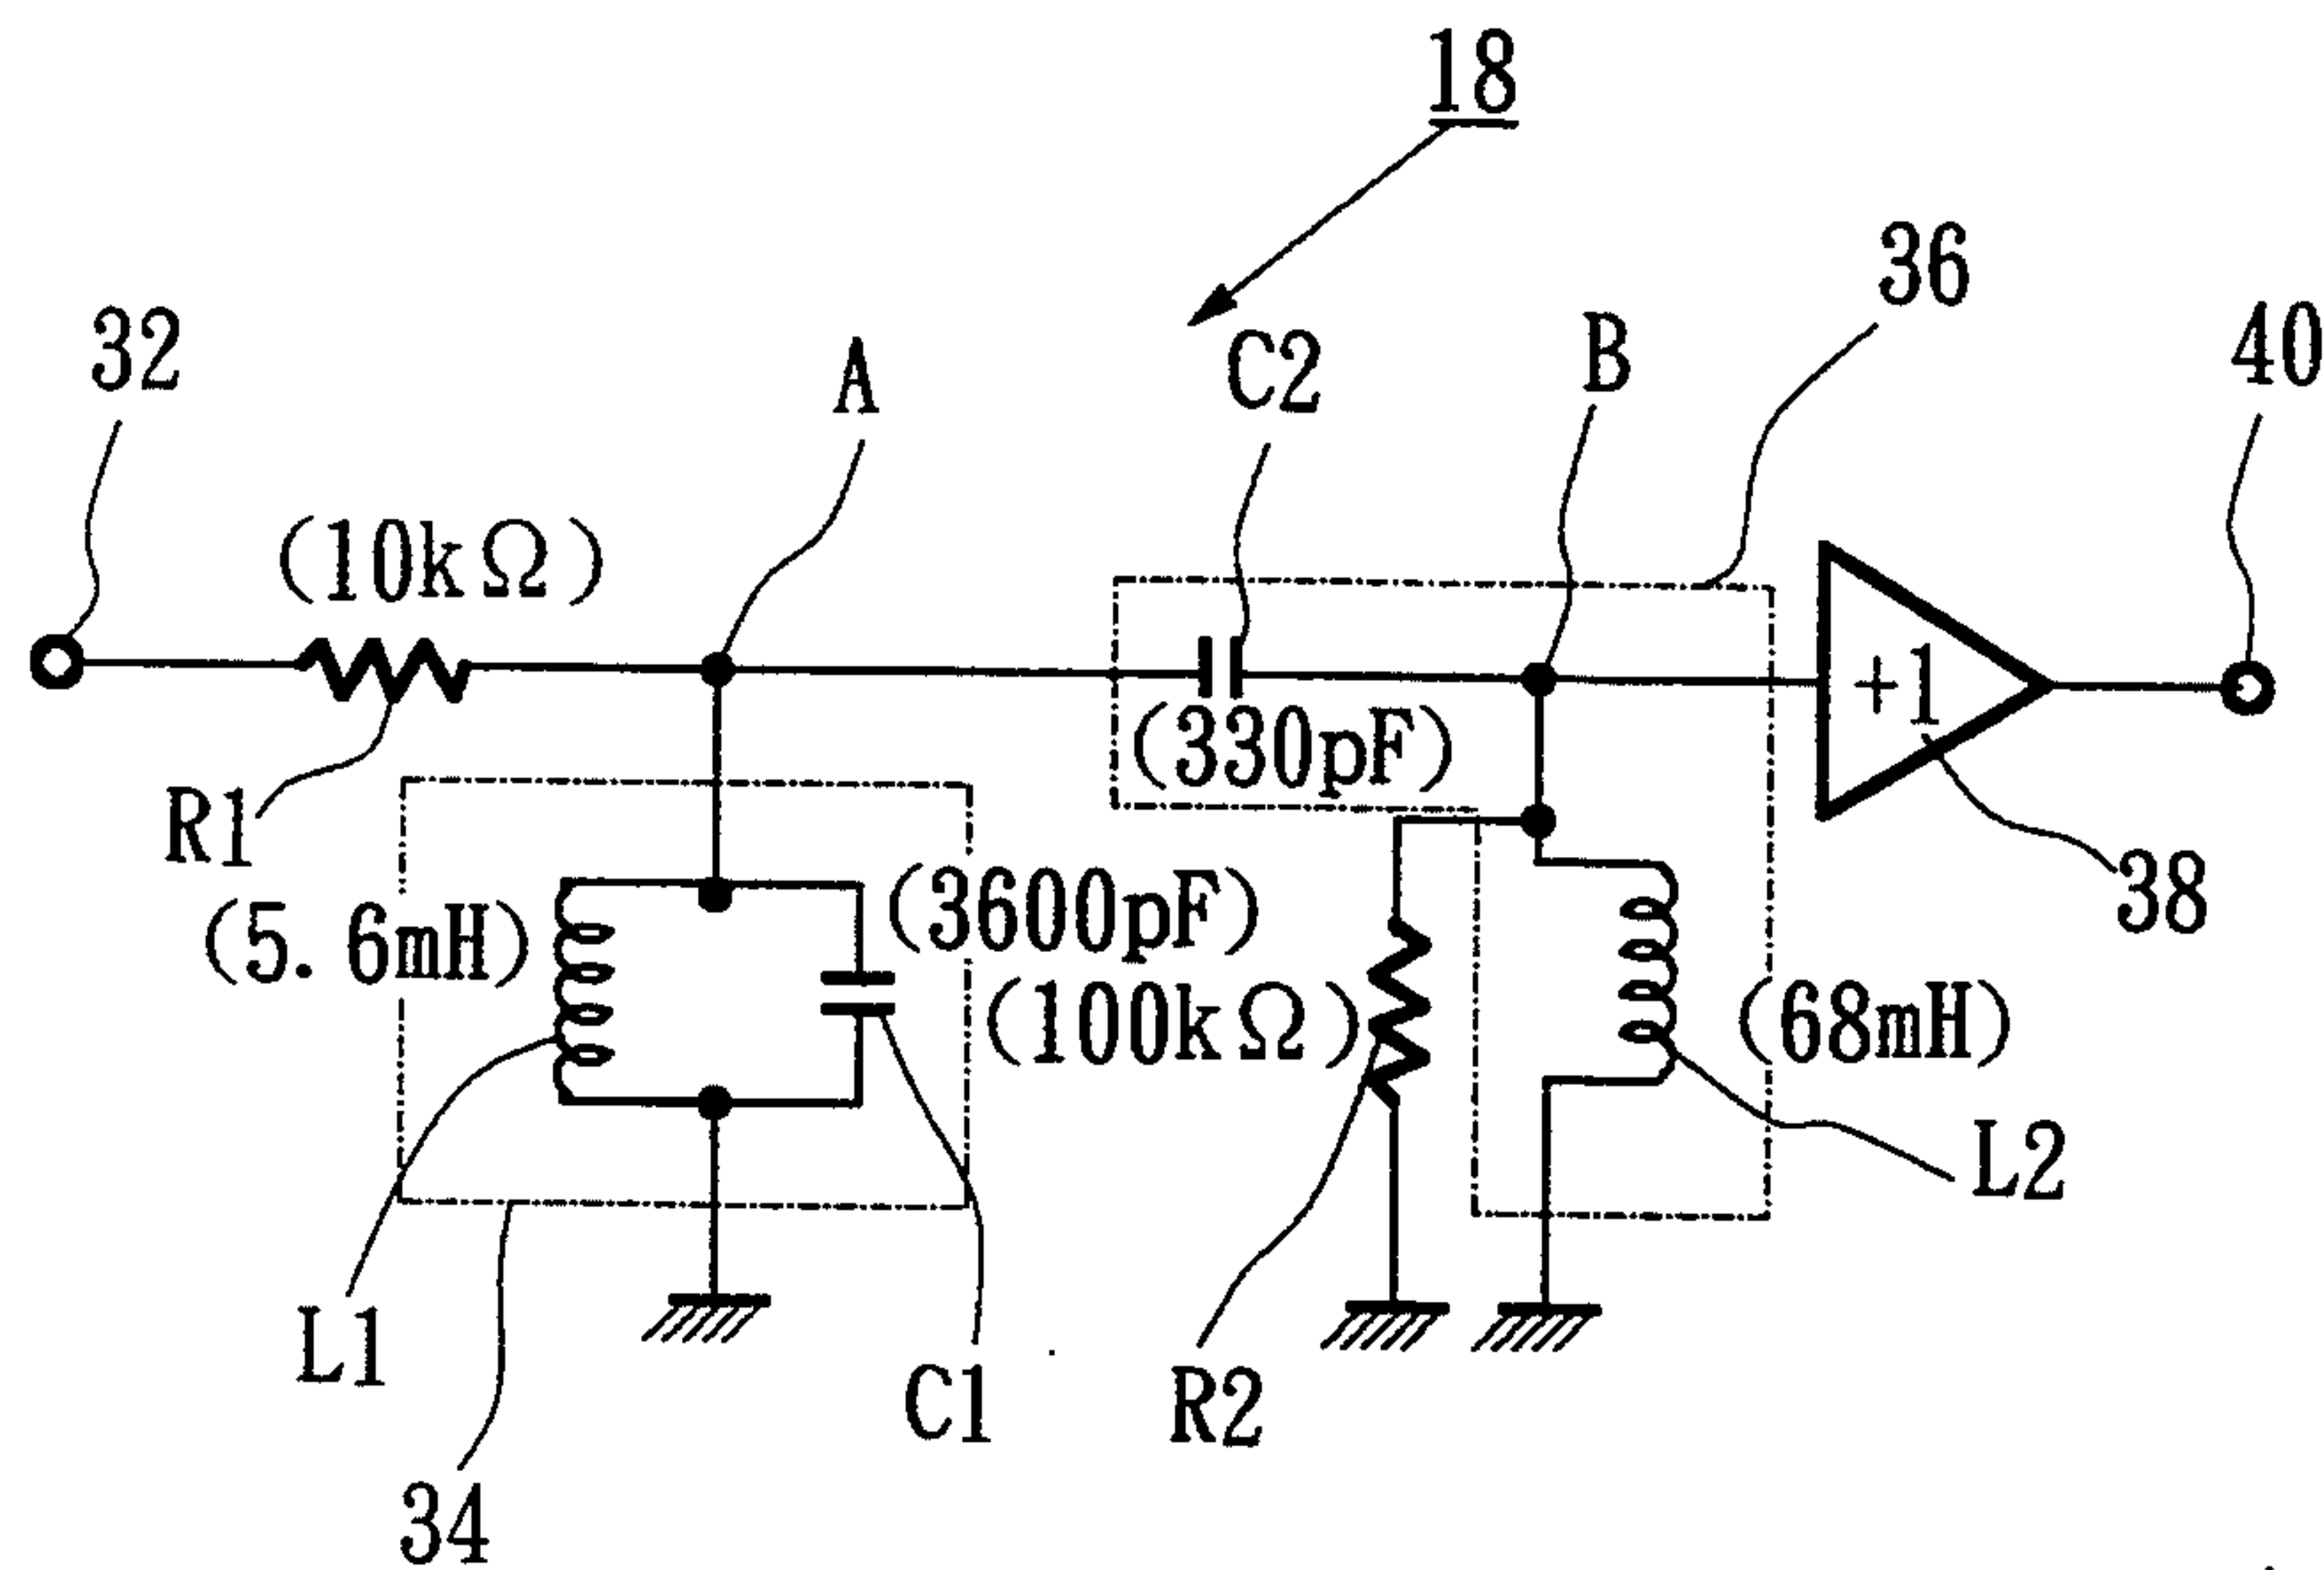 18
36
32
A
C2
B
40
(10kΩ)
(330pF)
+1
R1
(5. 6mH)
(3600pF)
(100kΩ)
38
(68mH)
L2
L1
C1
R2
34